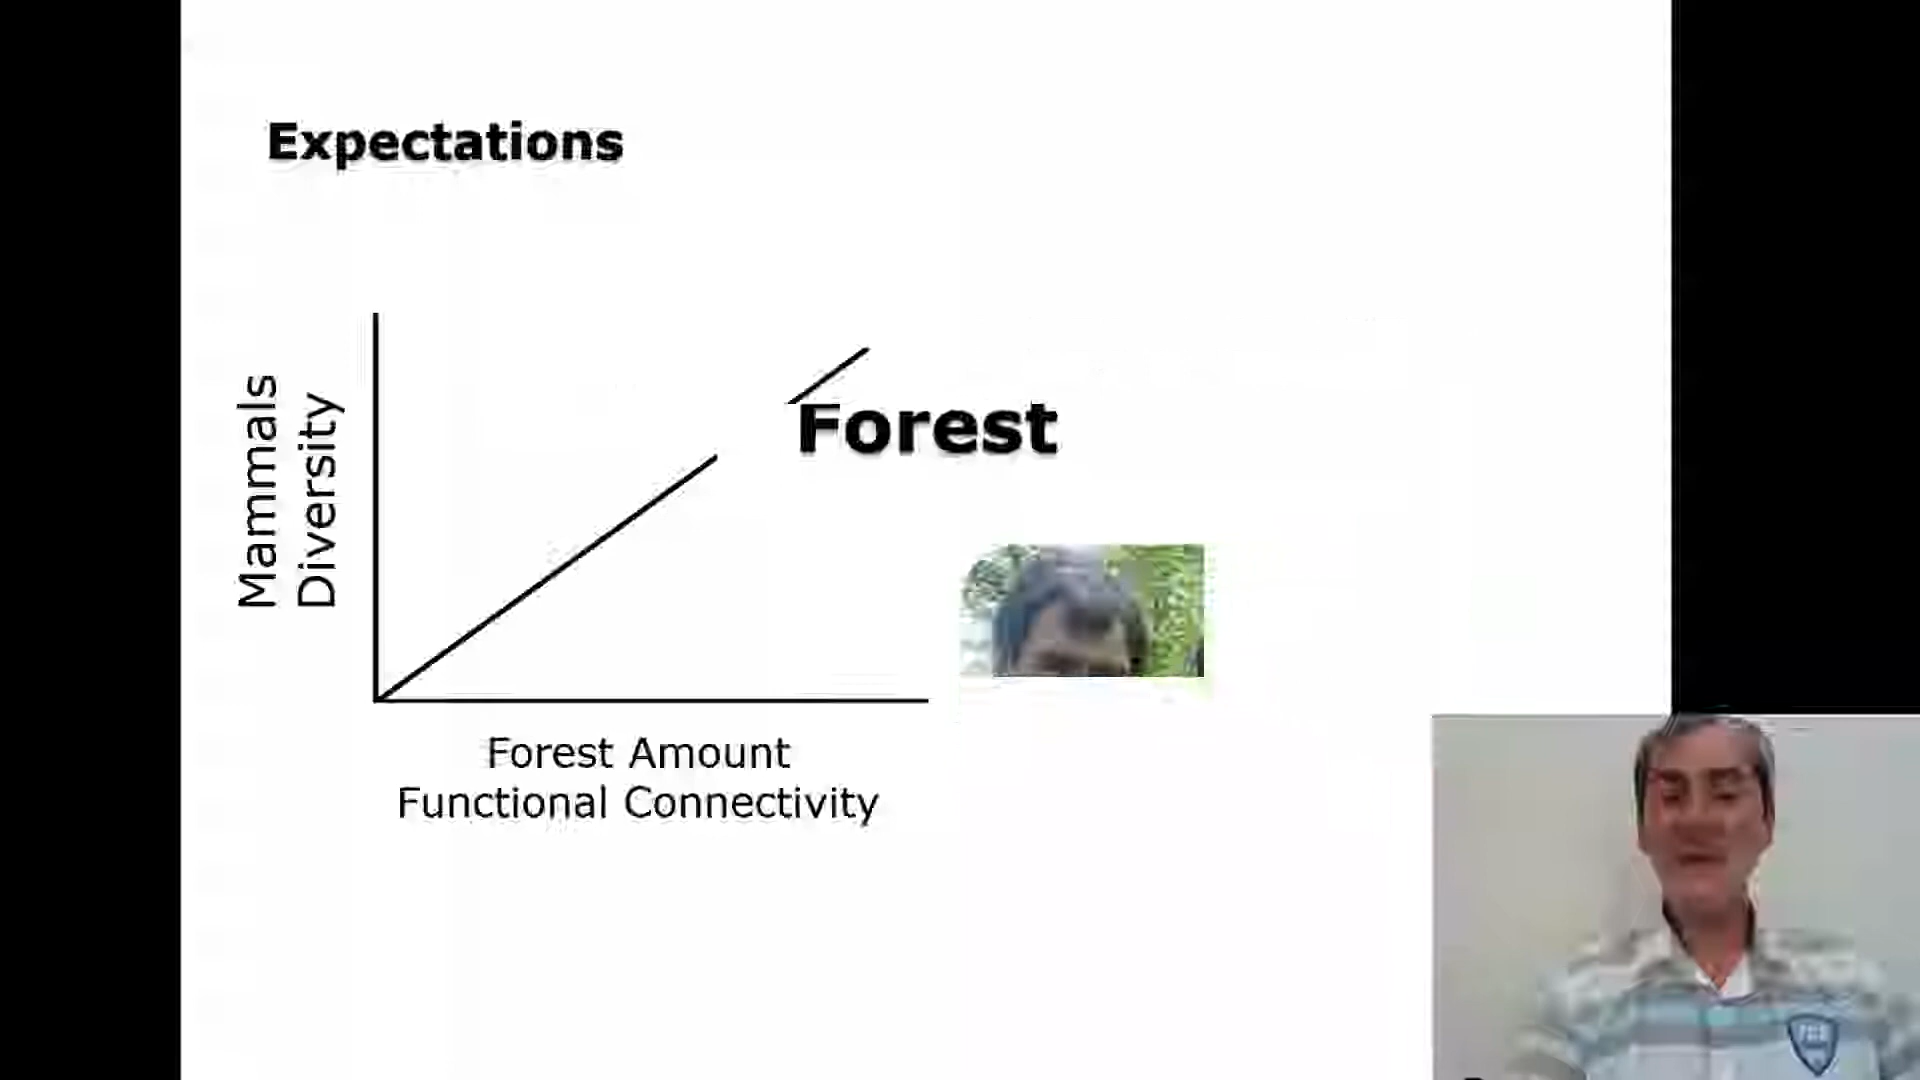 Expectations
Mammals
Diversity
Forest
Forest Amount
Functional Connectivity